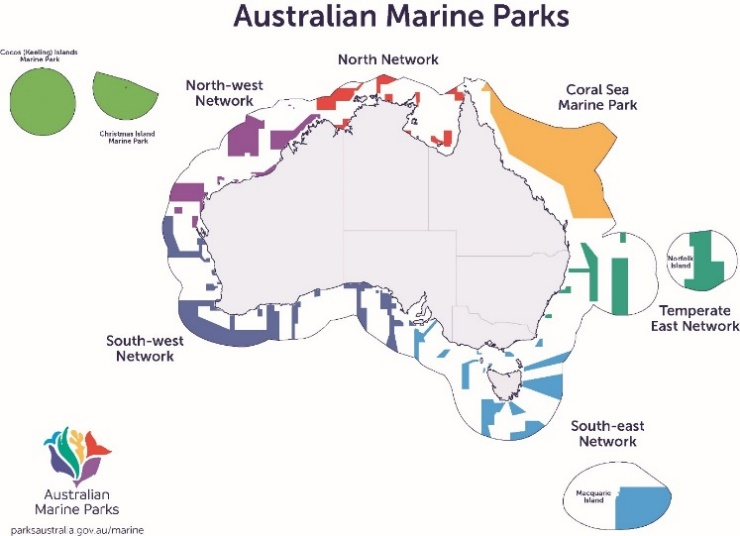 Australian Marine Parks
Cocos (Keeling) Islands
Marine Park
Christmas Island
Marine Park
North-west
Network
North Network
Coral Sea
Marine Park
Norfolk
Island
Temperate
East Network
South-west
Network
South-east
Network
Macquarie
Island
Australian
Marine Parks
parksaustralia.gov.au/marine